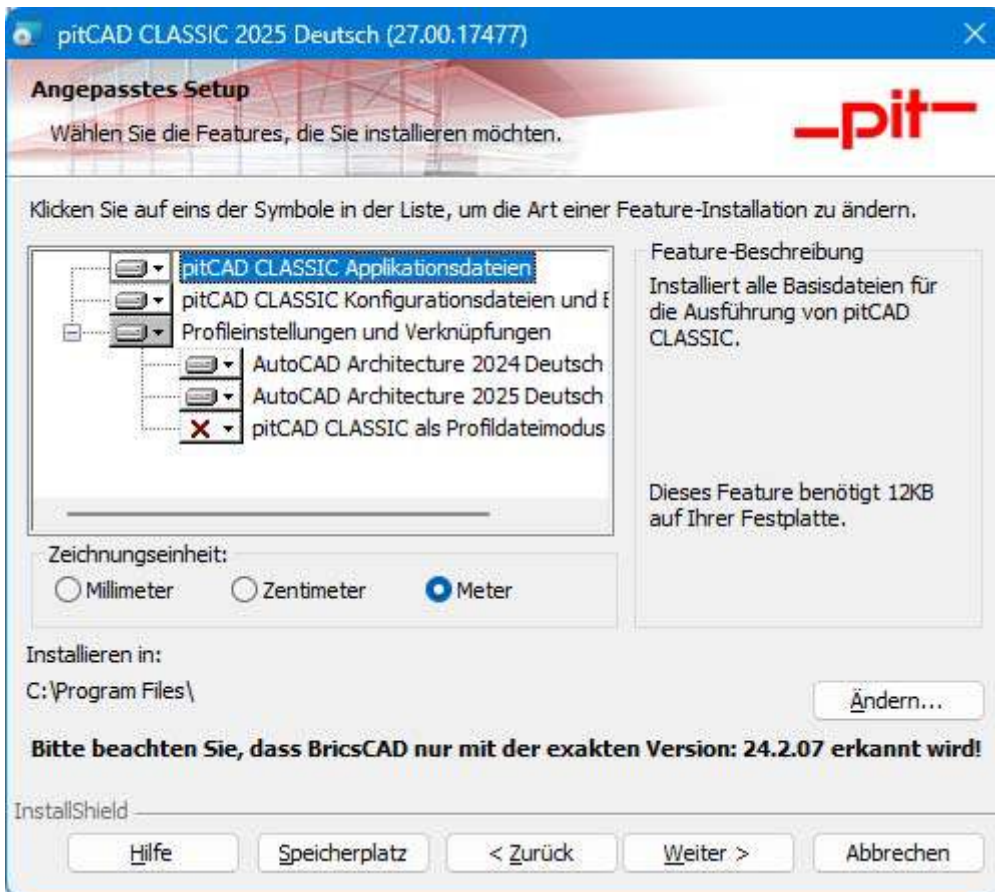 pitCAD CLASSIC 2025 Deutsch (27.00.17477)
Angepasstes Setup
Wählen Sie die Features, die Sie installieren möchten.
pit
Klicken Sie auf eins der Symbole in der Liste, um die Art einer Feature-Installation zu ändern.
pitCAD CLASSIC Applikationsdateien
pitCAD CLASSIC Konfigurationsdateien und
Profileinstellungen und Verknüpfungen
AutoCAD Architecture 2024 Deutsch
AutoCAD Architecture 2025 Deutsch
pitCAD CLASSIC als Profildateimodus
Feature-Beschreibung
Installiert alle Basisdateien für
die Ausführung von pitCAD
CLASSIC.
Dieses Feature benötigt 12KB
auf Ihrer Festplatte.
Zeichnungseinheit:
Millimeter Zentimeter Meter
Installieren in:
C:\Program Files\
Ändern...
Bitte beachten Sie, dass BricsCAD nur mit der exakten Version: 24.2.07 erkannt wird!
InstallShield
Hilfe Speicherplatz < Zurück Weiter > Abbrechen